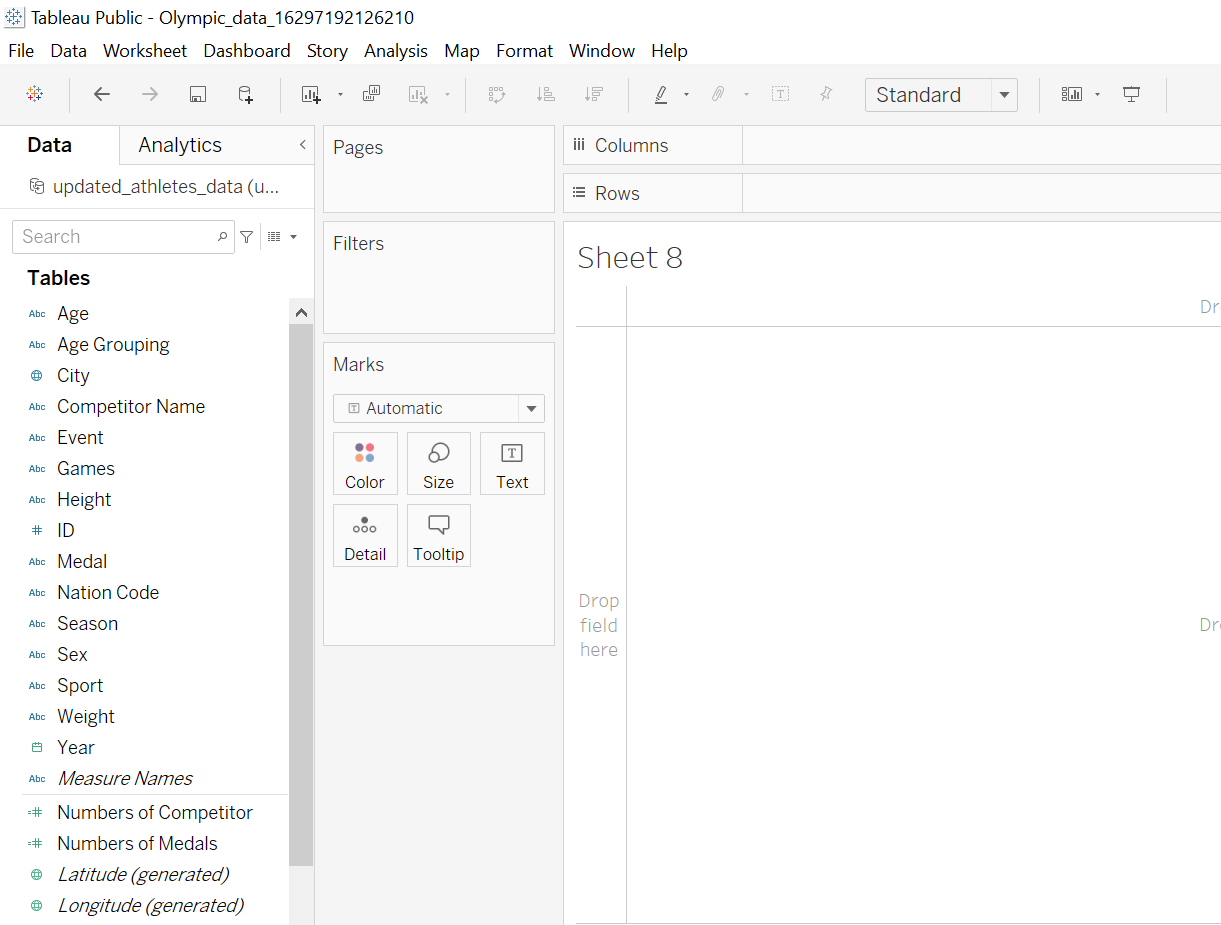 Tableau Public - Olympic_data_16297192126210
File Data Worksheet Dashboard Story Analysis Map Format Window Help
Standard
Data Analytics
updated_athletes_data (u...
Search
Tables
Abc Age
Abc Age Grouping
City
Abc Competitor Name
Abc Event
Abc Games
Abc Height
# ID
Abc Medal
Abc Nation Code
Abc Season
Abc Sex
Abc Sport
Abc Weight
Year
Abc Measure Names
=# Numbers of Competitor
=# Numbers of Medals
Latitude (generated)
Longitude (generated)
Pages
Filters
Marks
T Automatic
Color Size Text
Detail Tooltip
Columns
Rows
Sheet 8
Dr
Drop
field
here
Dro